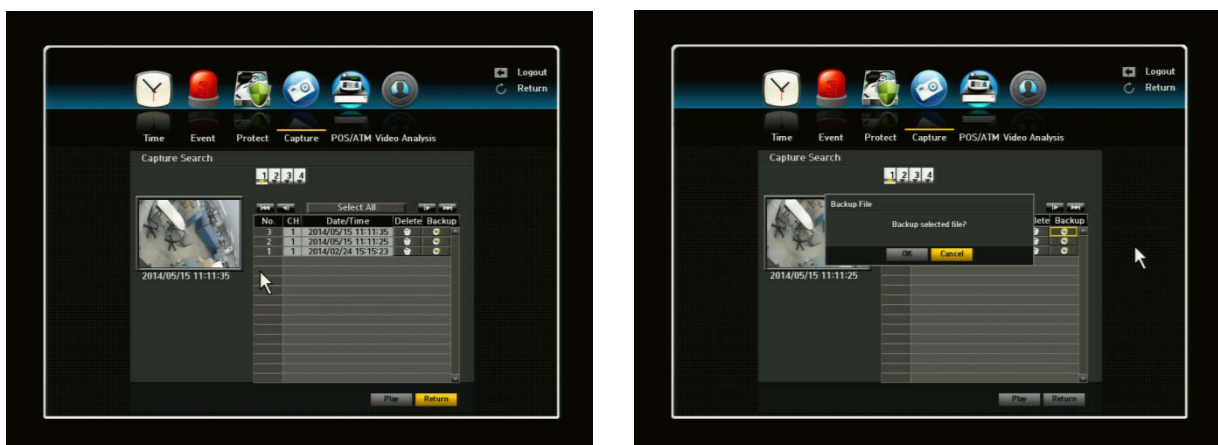 Logout
Return
Time Event Protect Capture POS/ATM Video Analysis
Capture Search
1 2 3 4
Select All
No. CH Date/Time Delete Backup
3 1 2014/05/15 11:11:35
2 1 2014/05/15 11:11:25
1 1 2014/02/24 15:15:23
2014/05/15 11:11:35
Play Return
Logout
Return
Time Event Protect Capture POS/ATM Video Analysis
Capture Search
1 2 3 4
Backup File
lete Backup
Backup selected file?
OK Cancel
2014/05/15 11:11:25
Play Return